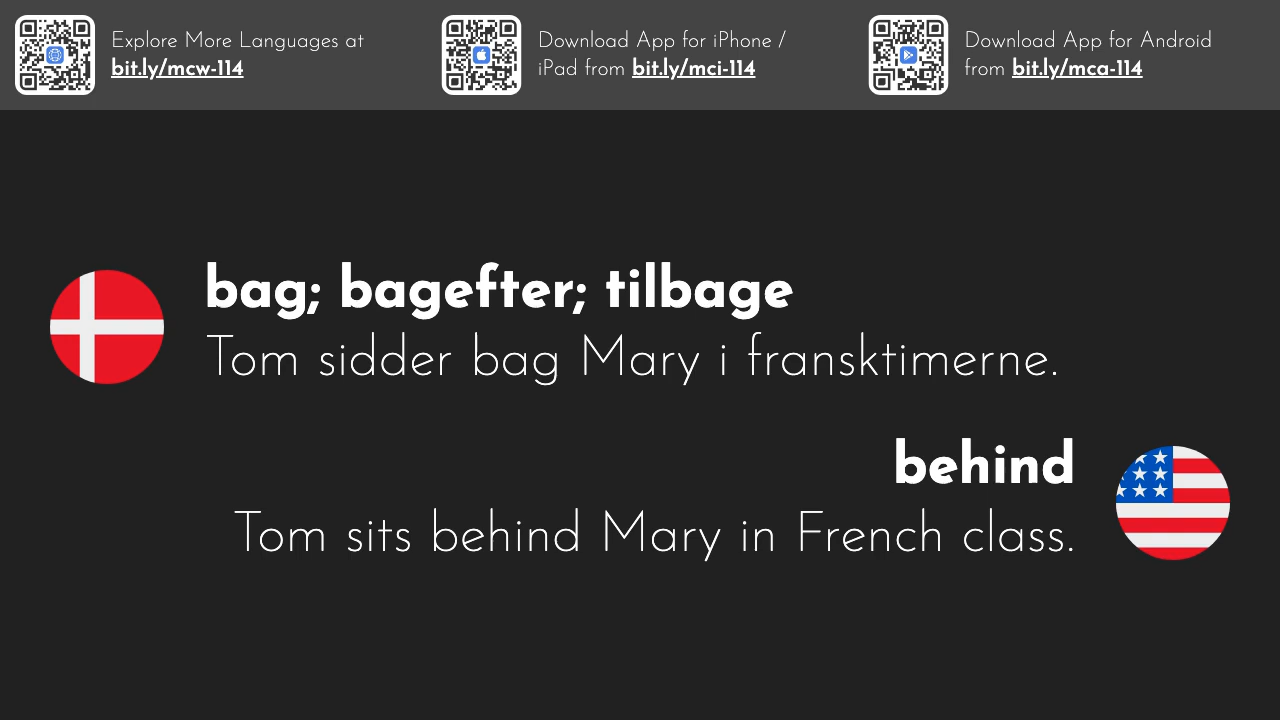 Explore More Languages at
bit.ly/mcw-114
Download App for iPhone /
iPad from bit.ly/mci-114
Download App for Android
from bit.ly/mca-114
bag; bagefter; tilbage
Tom sidder bag Mary i fransktimerne.
behind
Tom sits behind Mary in French class.